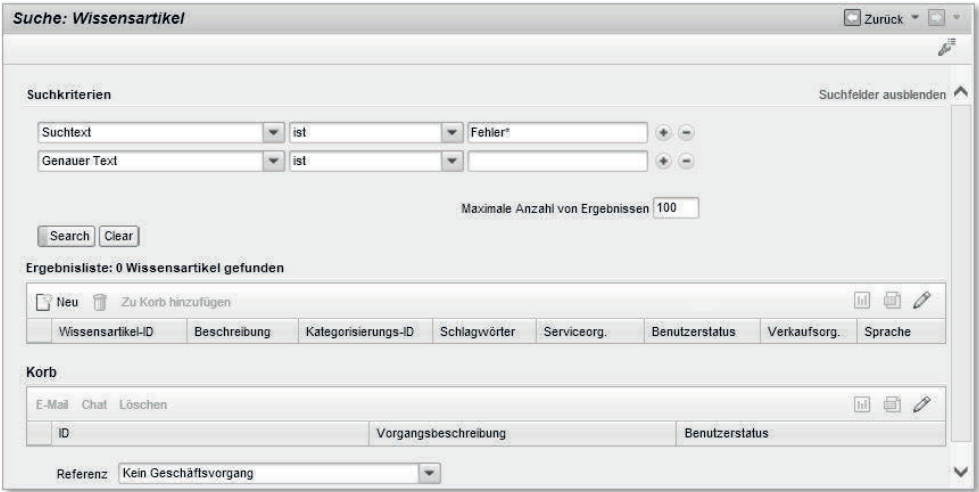 Suche: Wissensartikel Zurück
Suchkriterien Suchfelder ausblenden
Suchtext ist Fehler*
Genauer Text ist
Maximale Anzahl von Ergebnissen 100
Search Clear
Ergebnisliste: 0 Wissensartikel gefunden
Neu Zu Korb hinzufügen
Wissensartikel-ID Beschreibung Kategorisierungs-ID Schlagwörter Serviceorg. Benutzerstatus Verkaufsorg. Sprache
Korb
E-Mail Chat Löschen
ID Vorgangsbeschreibung Benutzerstatus
Referenz Kein Geschäftsvorgang